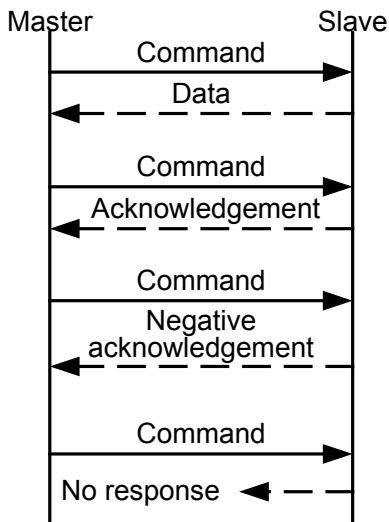 Master Slave
Command
Data
Command
Acknowledgement
Command
Negative
acknowledgement
Command
No response